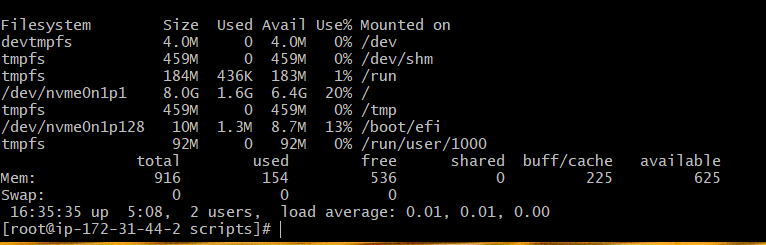 Filesystem        Size  Used Avail Use% Mounted on
devtmpfs          4.0M     0  4.0M   0% /dev
tmpfs             459M     0  459M   0% /dev/shm
tmpfs             184M  436K  183M   1% /run
/dev/nvme0n1p1    8.0G  1.6G  6.4G  20% /
tmpfs             459M     0  459M   0% /tmp
/dev/nvme0n1p128   10M  1.3M  8.7M  13% /boot/efi
tmpfs              92M     0   92M   0% /run/user/1000
               total        used        free      shared  buff/cache   available
Mem:             916         154         536           0         225         625
Swap:              0           0           0
 16:35:35 up  5:08,  2 users,  load average: 0.01, 0.01, 0.00
[root@ip-172-31-44-2 scripts]#